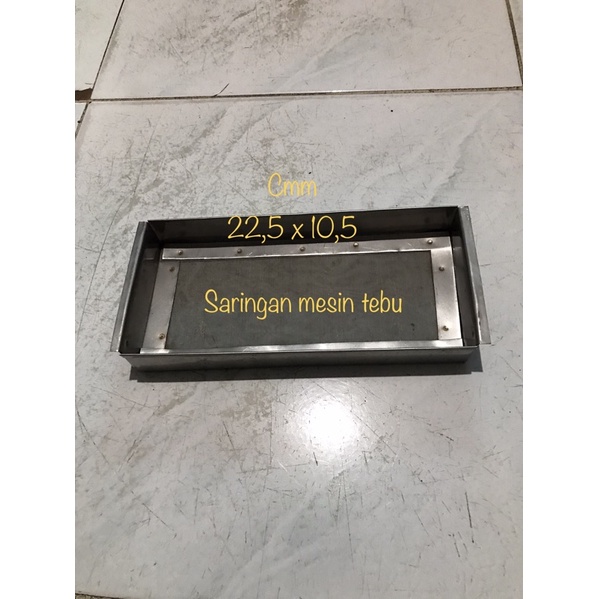 Cmm
22,5 x 10,5
Saringan mesin tebu